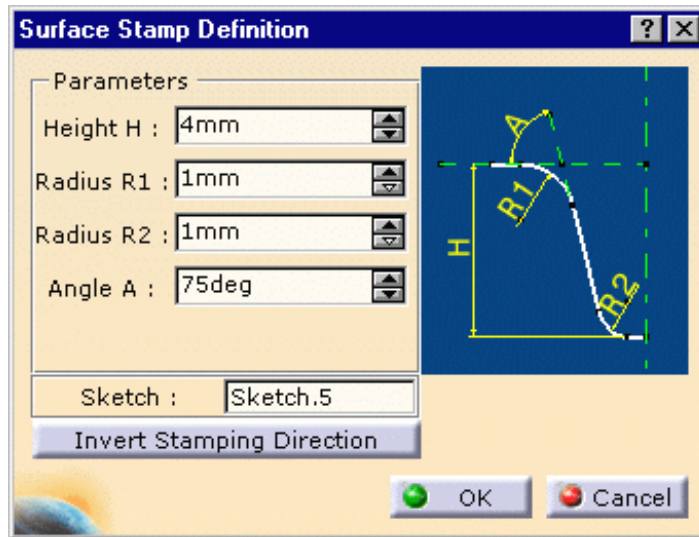 Surface Stamp Definition
Parameters
Height H : 4mm
Radius R1 : 1mm
Radius R2 : 1mm
Angle A : 75deg
A
R1
H
R2
Sketch : Sketch.5
Invert Stamping Direction
OK Cancel